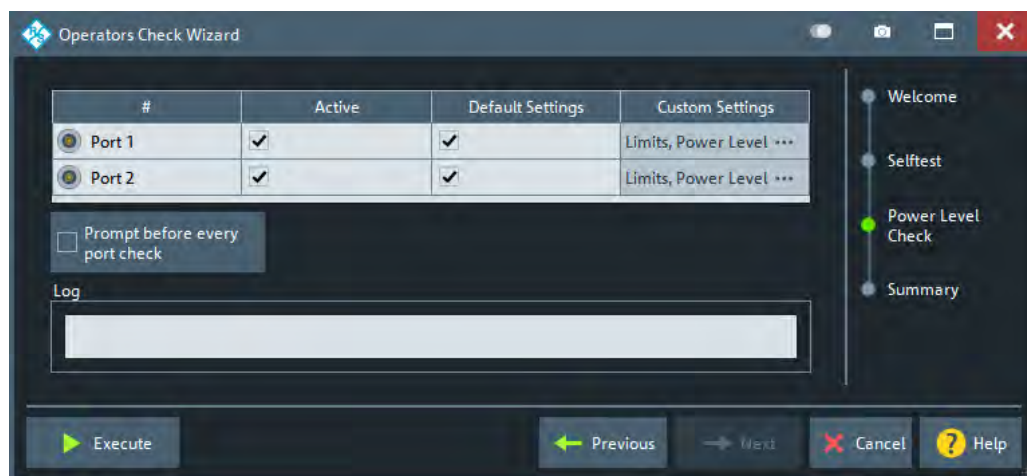 Operators Check Wizard
# Active Default Settings Custom Settings
Port 1 Limits, Power Level ...
Port 2 Limits, Power Level ...
Prompt before every
port check
Log
Welcome
Selftest
Power Level
Check
Summary
Execute Previous Next Cancel ? Help